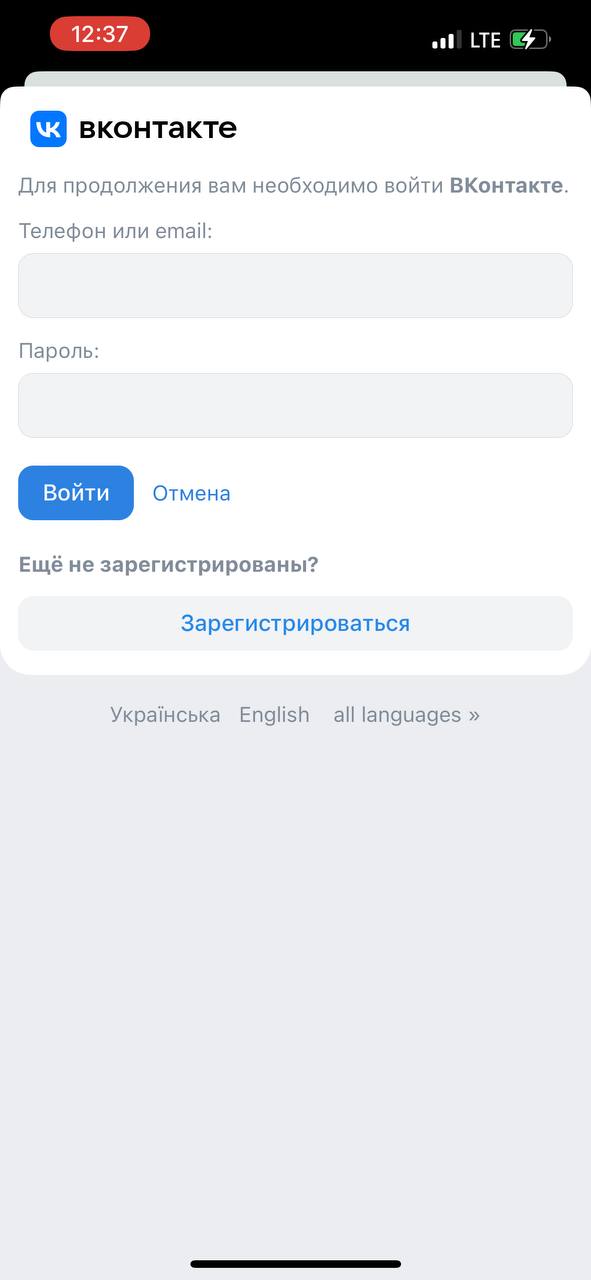 12:37
LTE
вконтакте
Для продолжения вам необходимо войти ВКонтакте.
Телефон или email:
Пароль:
Войти Отмена
Ещё не зарегистрированы?
Зарегистрироваться
Українська English all languages »